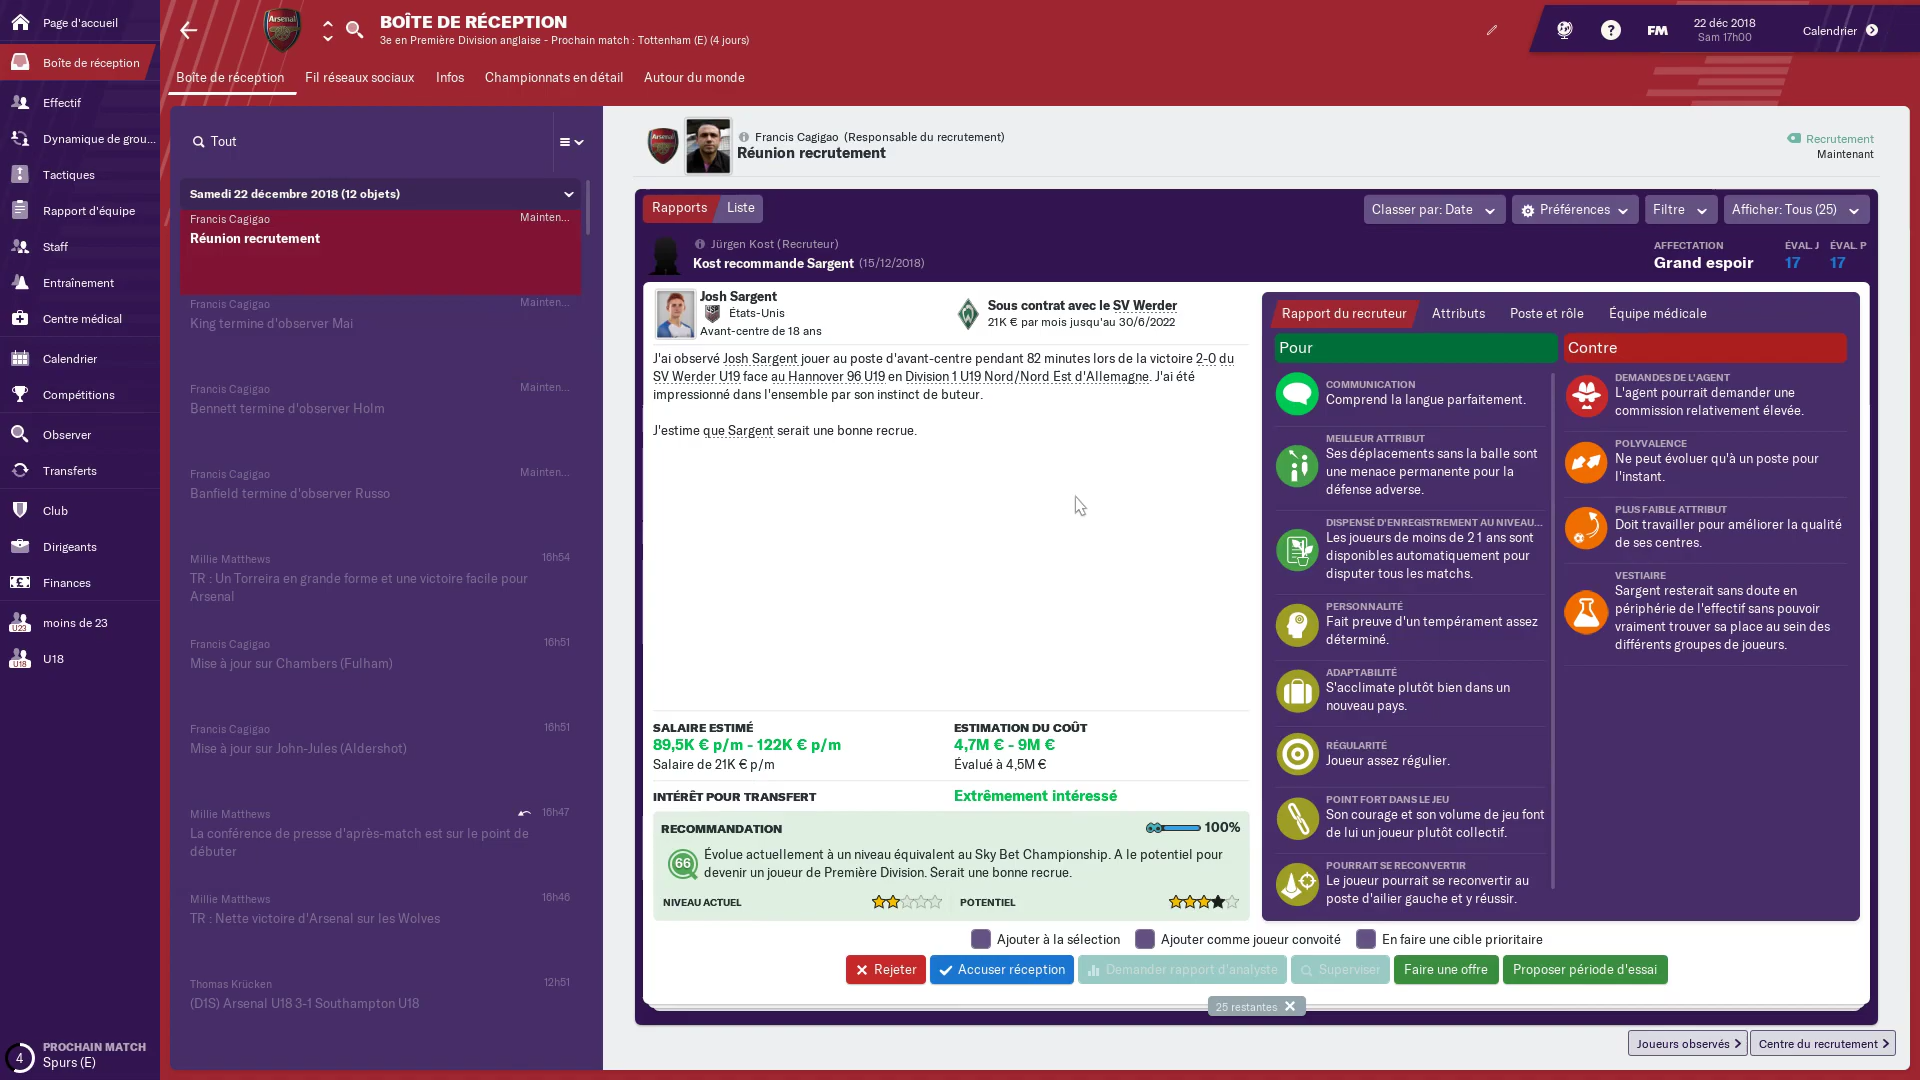 Page d'accueil
Boîte de réception
Effectif
Dynamique de grou...
Tactiques
Rapport d'équipe
Staff
Entraînement
Centre médical
Calendrier
Compétitions
Observer
Transferts
Club
Dirigeants
Finances
U23
moins de 23
U18
U18
4
PROCHAIN MATCH
Spurs (E)
Arsenal
BOÎTE DE RÉCEPTION
3e en Première Division anglaise - Prochain match : Tottenham (E) (4 jours)
?
FM
22 déc 2018
Sam 17h00
Calendrier
Boîte de réception
Fil réseaux sociaux
Infos
Championnats en détail
Autour du monde
Tout
Samedi 22 décembre 2018 (12 objets)
Francis Cagigao
Mainten...
Réunion recrutement
Francis Cagigao
Mainten...
King termine d'observer Mai
Francis Cagigao
Mainten...
Bennett termine d'observer Holm
Francis Cagigao
Mainten...
Banfield termine d'observer Russo
Millie Matthews
16h54
TR : Un Torreira en grande forme et une victoire facile pour
Arsenal
Francis Cagigao
16h51
Mise à jour sur Chambers (Fulham)
Francis Cagigao
16h51
Mise à jour sur John-Jules (Aldershot)
Millie Matthews
16h47
La conférence de presse d'après-match est sur le point de
débuter
Millie Matthews
16h46
TR : Nette victoire d'Arsenal sur les Wolves
Thomas Krücken
12h51
(D1S) Arsenal U18 3-1 Southampton U18
Arsenal
Francis Cagigao (Responsable du recrutement)
Réunion recrutement
Recrutement
Maintenant
Rapports
Liste
Classer par: Date
Préférences
Filtre
Afficher: Tous (25)
Jürgen Kost (Recruteur)
Kost recommande Sargent (15/12/2018)
AFFECTATION
Grand espoir
ÉVAL. J
17
ÉVAL. P
17
Josh Sargent
États-Unis
Avant-centre de 18 ans
Sous contrat avec le SV Werder
21K € par mois jusqu'au 30/6/2022
J'ai observé Josh Sargent jouer au poste d'avant-centre pendant 82 minutes lors de la victoire 2-0 du
SV Werder U19 face au Hannover 96 U19 en Division 1 U19 Nord/Nord Est d'Allemagne. J'ai été
impressionné dans l'ensemble par son instinct de buteur.
J'estime que Sargent serait une bonne recrue.
SALAIRE ESTIMÉ
89,5K € p/m - 122K € p/m
Salaire de 21K € p/m
ESTIMATION DU COÛT
4,7M € - 9M €
Évalué à 4,5M €
INTÉRÊT POUR TRANSFERT
Extrêmement intéressé
RECOMMANDATION
100%
66
Évolue actuellement à un niveau équivalent au Sky Bet Championship. A le potentiel pour
devenir un joueur de Première Division. Serait une bonne recrue.
NIVEAU ACTUEL
POTENTIEL
Rapport du recruteur
Attributs
Poste et rôle
Équipe médicale
Pour
COMMUNICATION
Comprend la langue parfaitement.
MEILLEUR ATTRIBUT
Ses déplacements sans la balle sont
une menace permanente pour la
défense adverse.
DISPENSÉ D'ENREGISTREMENT AU NIVEAU...
Les joueurs de moins de 21 ans sont
disponibles automatiquement pour
disputer tous les matchs.
PERSONNALITÉ
Fait preuve d'un tempérament assez
déterminé.
ADAPTABILITÉ
S'acclimate plutôt bien dans un
nouveau pays.
RÉGULARITÉ
Joueur assez régulier.
POINT FORT DANS LE JEU
Son courage et son volume de jeu font
de lui un joueur plutôt collectif.
POURRAIT SE RECONVERTIR
Le joueur pourrait se reconvertir au
poste d'ailier gauche et y réussir.
Contre
DEMANDES DE L'AGENT
L'agent pourrait demander une
commission relativement élevée.
POLYVALENCE
Ne peut évoluer qu'à un poste pour
l'instant.
PLUS FAIBLE ATTRIBUT
Doit travailler pour améliorer la qualité
de ses centres.
VESTIAIRE
Sargent resterait sans doute en
périphérie de l'effectif sans pouvoir
vraiment trouver sa place au sein des
différents groupes de joueurs.
Ajouter à la sélection
Ajouter comme joueur convoité
En faire une cible prioritaire
Rejeter
Accuser réception
Demander rapport d'analyste
Superviser
Faire une offre
Proposer période d'essai
25 restantes
Joueurs observés
Centre du recrutement